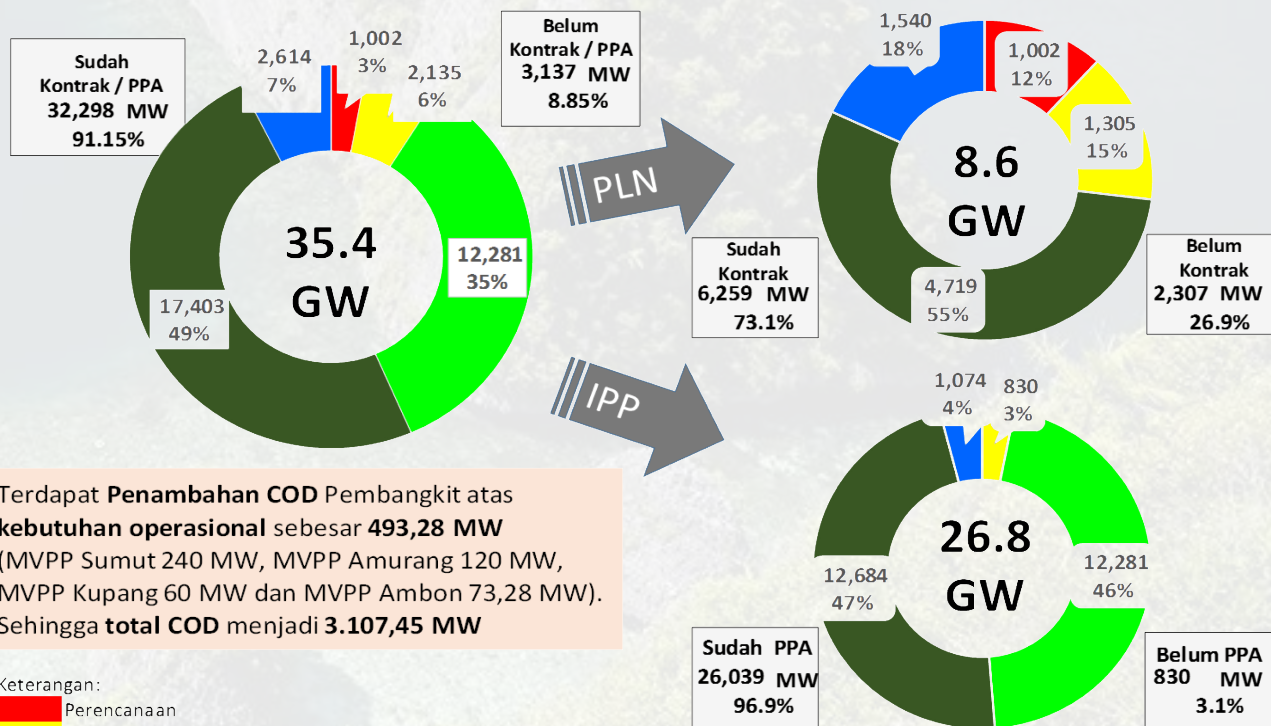 Sudah
Kontrak / PPA
32,298 MW
91.15%
2,614
7%
1,002
3%
2,135
6%
Belum
Kontrak / PPA
3,137 MW
8.85%
35.4
GW
12,281
35%
17,403
49%
PLN
IPP
1,540
18%
1,002
12%
1,305
15%
8.6
GW
4,719
55%
Sudah
Kontrak
6,259 MW
73.1%
Belum
Kontrak
2,307 MW
26.9%
1,074
4%
830
3%
26.8
GW
12,684
47%
12,281
46%
Sudah PPA
26,039 MW
96.9%
Belum PPA
830 MW
3.1%
Terdapat Penambahan COD Pembangkit atas
kebutuhan operasional sebesar 493,28 MW
(MVPP Sumut 240 MW, MVPP Amurang 120 MW,
MVPP Kupang 60 MW dan MVPP Ambon 73,28 MW).
Sehingga total COD menjadi 3.107,45 MW
Keterangan:
Perencanaan